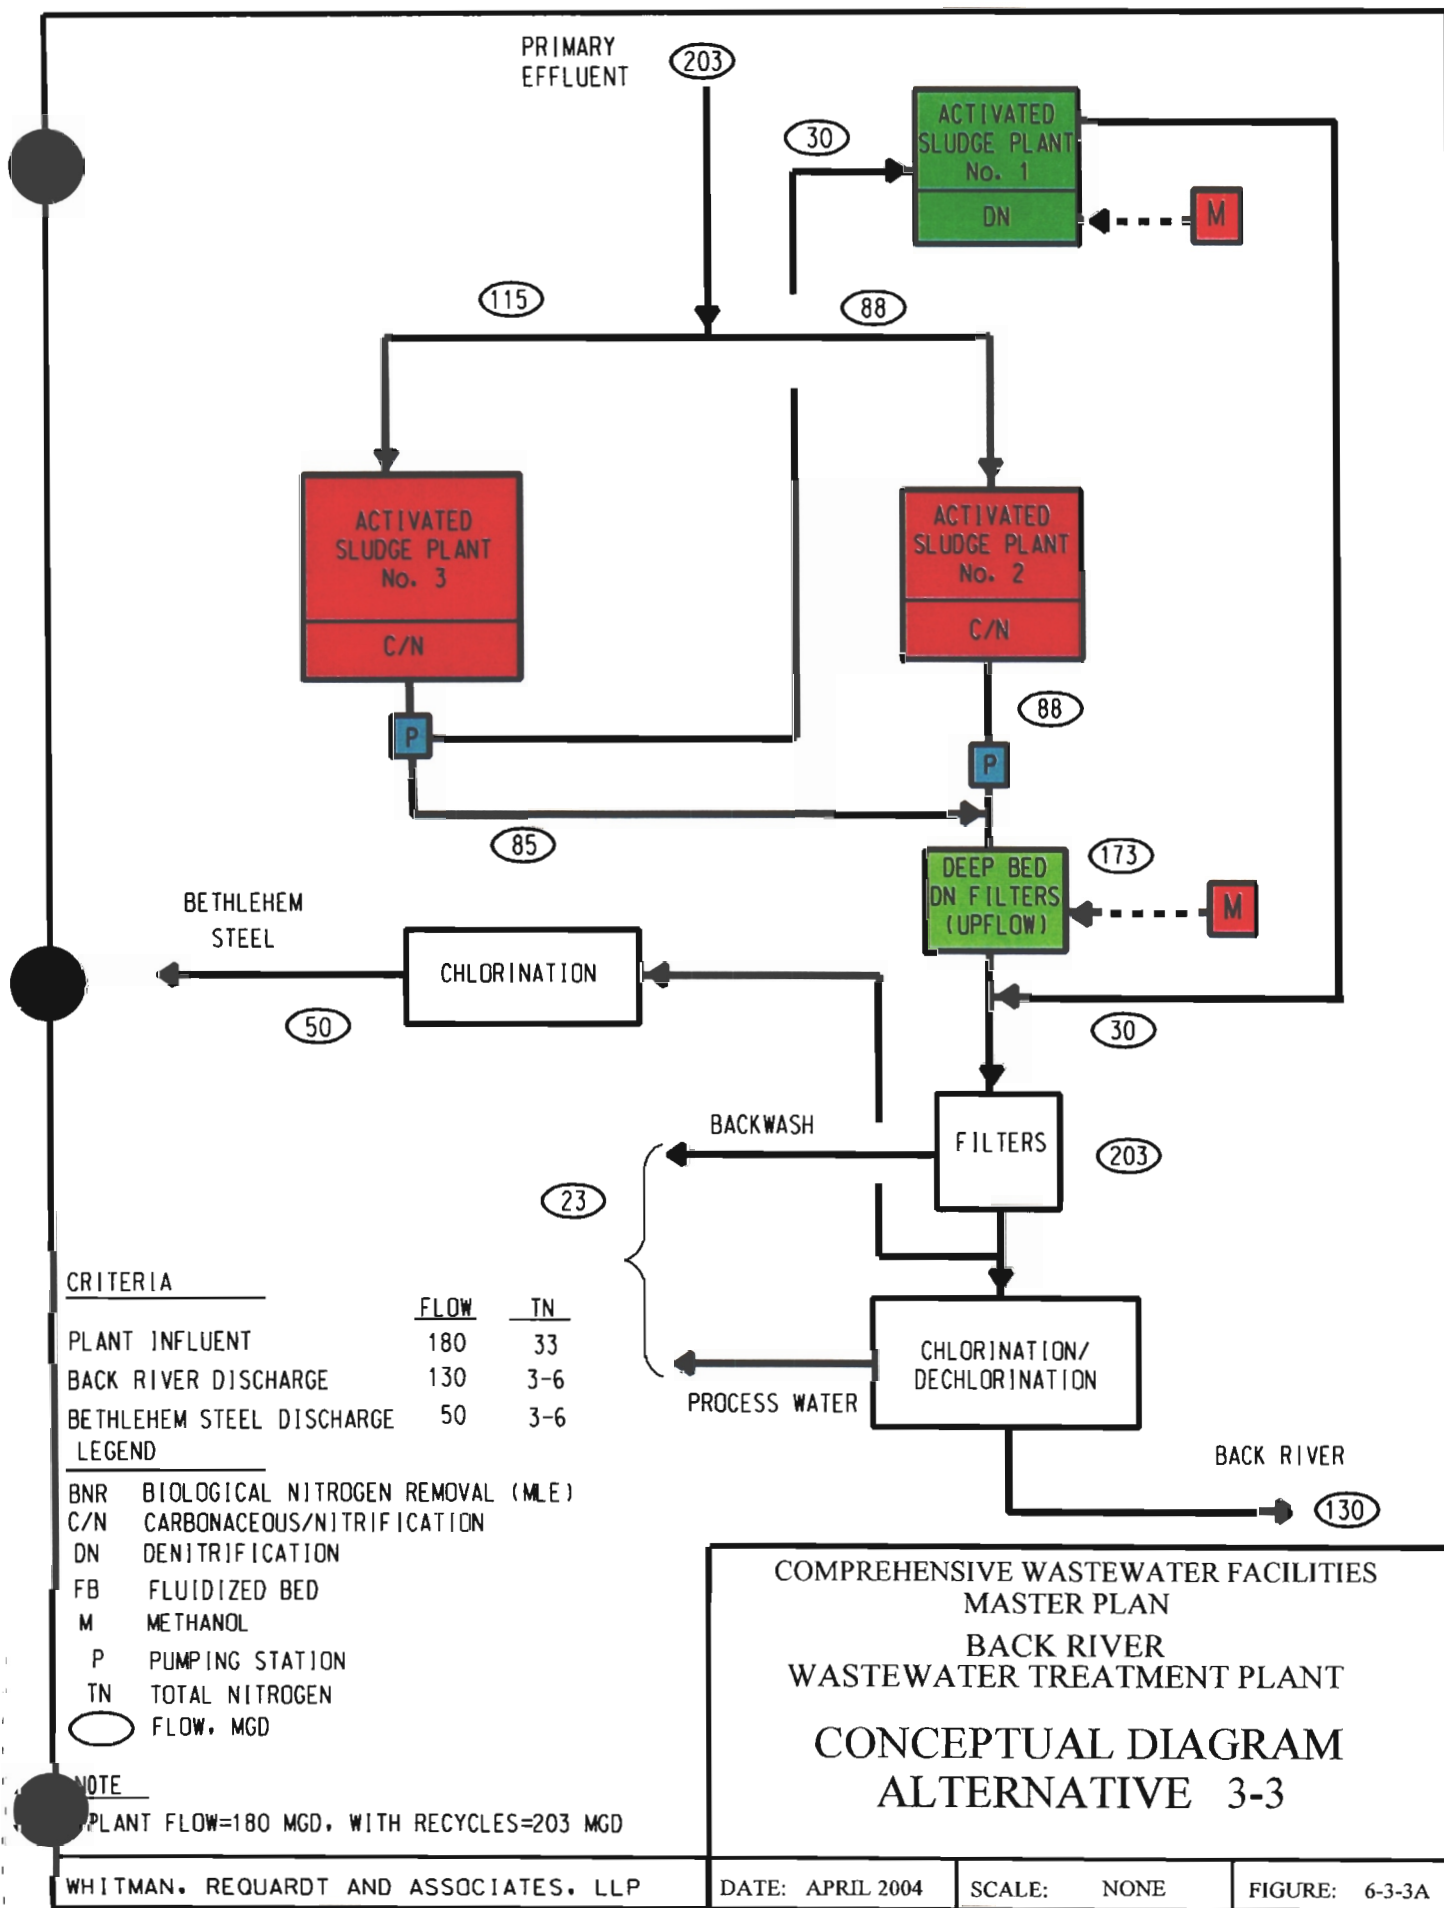 PRIMARY
EFFLUENT
203
30
ACTIVATED
SLUDGE PLANT
No. 1
DN
M
115
88
ACTIVATED
SLUDGE PLANT
No. 3
C/N
ACTIVATED
SLUDGE PLANT
No. 2
C/N
88
P
P
85
173
DEEP BED
DN FILTERS
(UPFLOW)
M
BETHLEHEM
STEEL
CHLORINATION
50
30
BACKWASH
FILTERS
203
23
CHLORINATION/
DECHLORINATION
PROCESS WATER
BACK RIVER
130
CRITERIA
FLOW TN
PLANT INFLUENT 180 33
BACK RIVER DISCHARGE 130 3-6
BETHLEHEM STEEL DISCHARGE 50 3-6
LEGEND
BNR BIOLOGICAL NITROGEN REMOVAL (MLE)
C/N CARBONACEOUS/NITRIFICATION
DN DENITRIFICATION
FB FLUIDIZED BED
M METHANOL
P PUMPING STATION
TN TOTAL NITROGEN
FLOW, MGD
NOTE
PLANT FLOW=180 MGD, WITH RECYCLES=203 MGD
COMPREHENSIVE WASTEWATER FACILITIES
MASTER PLAN
BACK RIVER
WASTEWATER TREATMENT PLANT
CONCEPTUAL DIAGRAM
ALTERNATIVE 3-3
WHITMAN, REQUARDT AND ASSOCIATES, LLP
DATE: APRIL 2004
SCALE: NONE
FIGURE: 6-3-3A